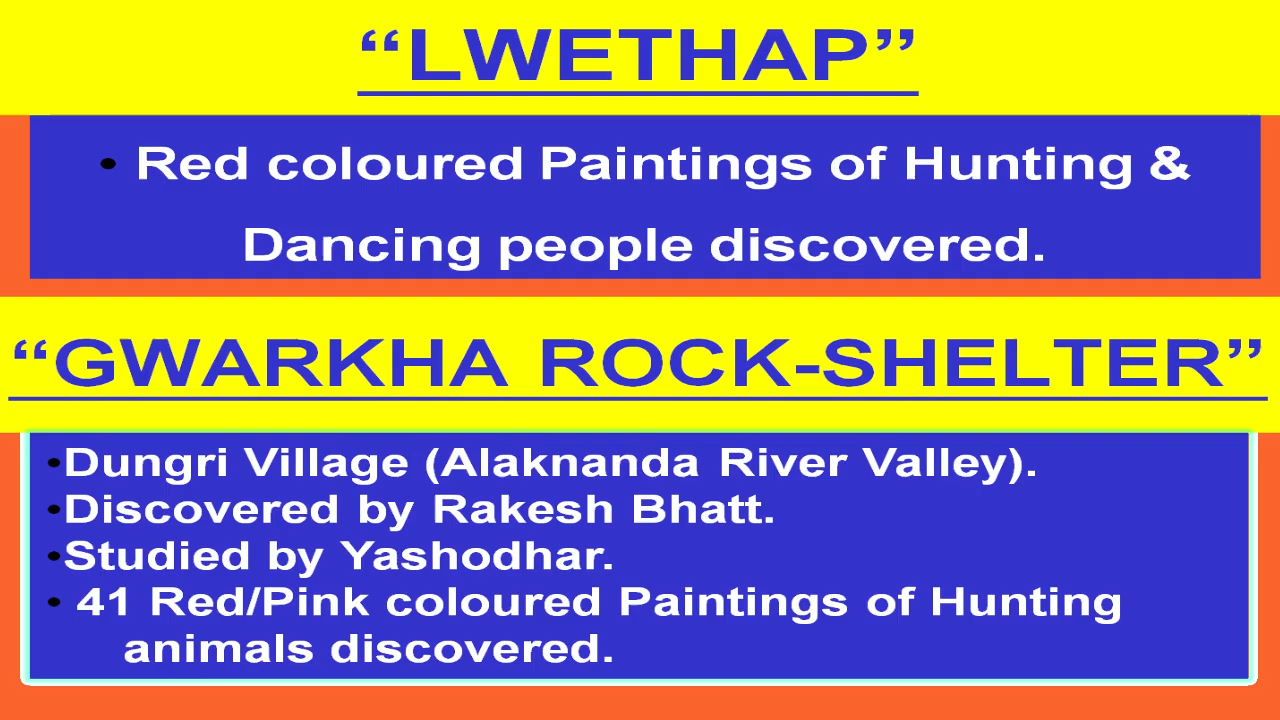 “LWETHAP”
• Red coloured Paintings of Hunting &
Dancing people discovered.
“GWARKHA ROCK-SHELTER”
•Dungri Village (Alaknanda River Valley).
•Discovered by Rakesh Bhatt.
•Studied by Yashodhar.
• 41 Red/Pink coloured Paintings of Hunting
animals discovered.